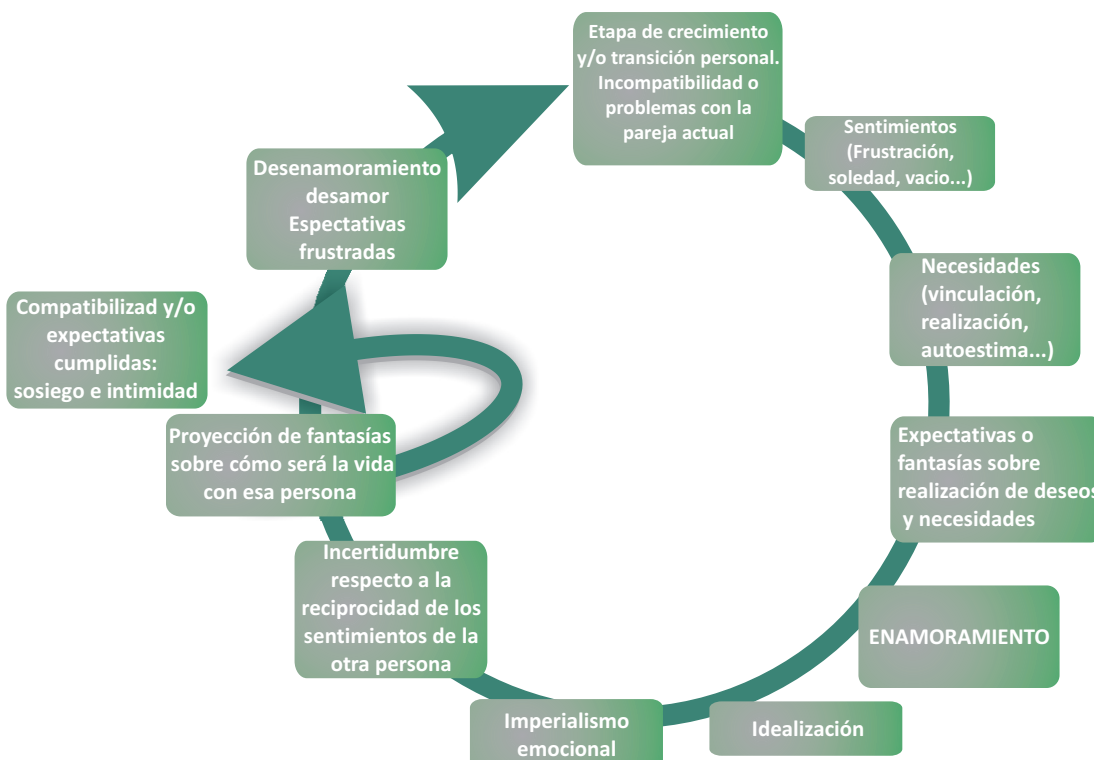 Etapa de crecimiento
y/o transición personal.
Incompatibilidad o
problemas con la
pareja actual
Sentimientos
(Frustración,
soledad, vacio...)
Necesidades
(vinculación,
realización,
autoestima...)
Expectativas o
fantasías sobre
realización de deseos
y necesidades
ENAMORAMIENTO
Idealización
Imperialismo
emocional
Incertidumbre
respecto a la
reciprocidad de los
sentimientos de la
otra persona
Proyección de fantasías
sobre cómo será la vida
con esa persona
Compatibilizad y/o
expectativas
cumplidas:
sosiego e intimidad
Desenamoramiento
desamor
Espectativas
frustradas